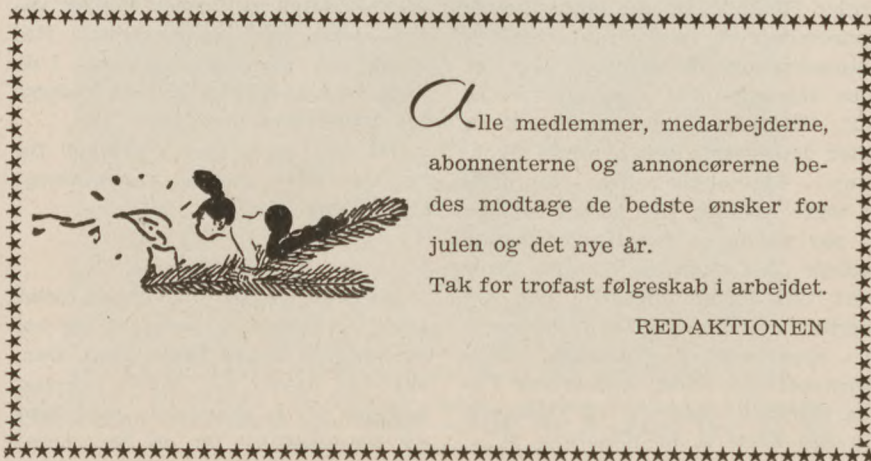 Alle medlemmer, medarbejderne,
abonnenterne og annoncørerne be-
des modtage de bedste ønsker for
julen og det nye år.
Tak for trofast følgeskab i arbejdet.
REDAKTIONEN